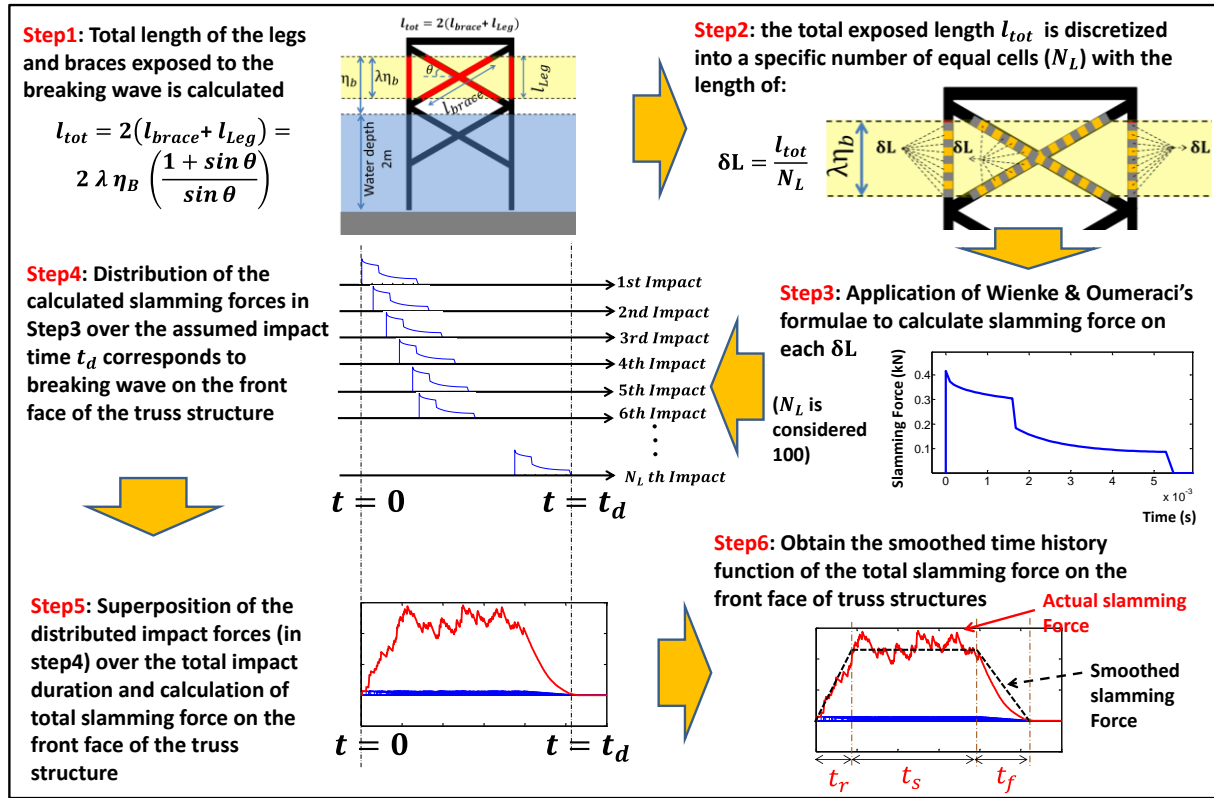 Step1: Total length of the legs
and braces exposed to the
breaking wave is calculated
l_tot = 2(l_brace+ l_Leg) =
2 λ η_B ((1 + sin θ)/(sin θ))
l_tot = 2(l_brace+ l_Leg)
η_b
λη_b
θ
l_brace
l_Leg
Water depth
2m
Step2: the total exposed length l_tot is discretized
into a specific number of equal cells (N_L) with the
length of:
δL = l_tot/N_L
λη_b
δL
δL
δL
Step3: Application of Wienke & Oumeraci's
formulae to calculate slamming force on
each δL
(N_L is
considered
100)
Slamming Force (kN)
0.4
0.3
0.2
0.1
0 1 2 3 4 5
x 10^-3
Time (s)
Step4: Distribution of the
calculated slamming forces in
Step3 over the assumed impact
time t_d corresponds to
breaking wave on the front
face of the truss structure
1st Impact
2nd Impact
3rd Impact
4th Impact
5th Impact
6th Impact
⋮
N_L th Impact
t = 0
t = t_d
Step5: Superposition of the
distributed impact forces (in
step4) over the total impact
duration and calculation of
total slamming force on the
front face of the truss
structure
t = 0
t = t_d
Step6: Obtain the smoothed time history
function of the total slamming force on the
front face of truss structures
Actual slamming
Force
Smoothed
slamming
Force
t_r
t_s
t_f